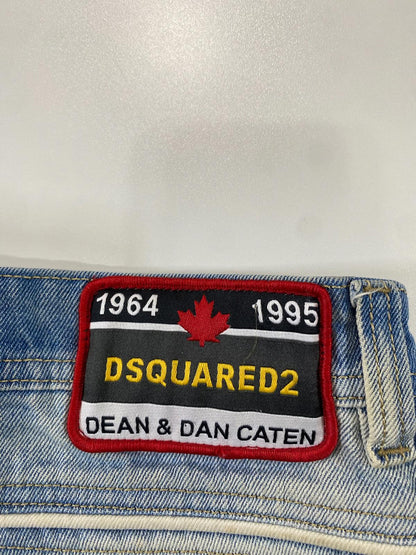 1964 1995
DSQUARED2
DEAN & DAN CATEN